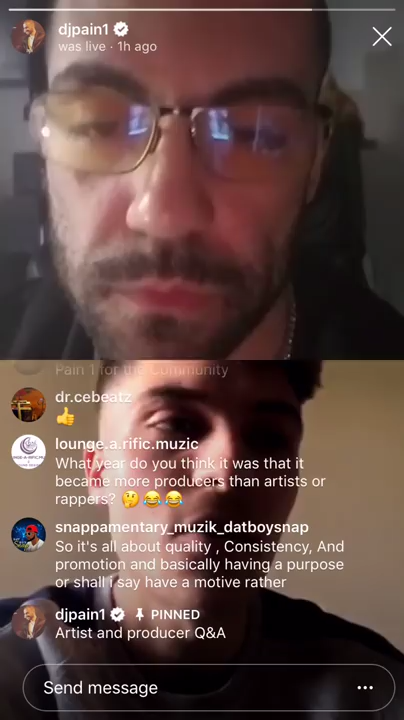 djpain1
was live · 1h ago
Pain 1 for the Community
dr.cebeatz
👍
lounge.a.rific.muzic
What year do you think it was that it
became more producers than artists or
rappers? 🤔😂😂
snappamentary_muzik_datboysnap
So it's all about quality , Consistency, And
promotion and basically having a purpose
or shall i say have a motive rather
djpain1 PINNED
Artist and producer Q&A
Send message